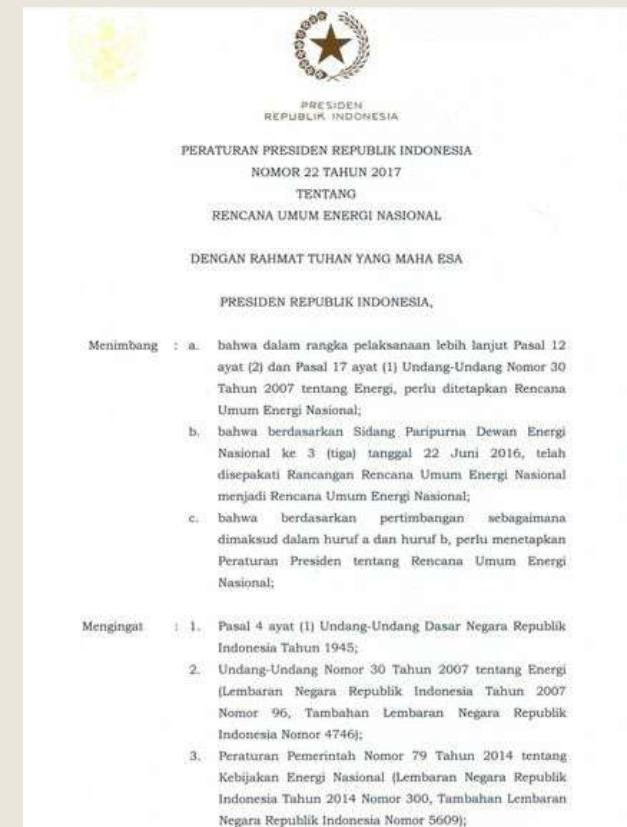 PRESIDEN
REPUBLIK INDONESIA
PERATURAN PRESIDEN REPUBLIK INDONESIA
NOMOR 22 TAHUN 2017
TENTANG
RENCANA UMUM ENERGI NASIONAL
DENGAN RAHMAT TUHAN YANG MAHA ESA
PRESIDEN REPUBLIK INDONESIA,
Menimbang : a. bahwa dalam rangka pelaksanaan lebih lanjut Pasal 12
ayat (2) dan Pasal 17 ayat (1) Undang-Undang Nomor 30
Tahun 2007 tentang Energi, perlu ditetapkan Rencana
Umum Energi Nasional;
b. bahwa berdasarkan Sidang Paripurna Dewan Energi
Nasional ke 3 (tiga) tanggal 22 Juni 2016, telah
disepakati Rancangan Rencana Umum Energi Nasional
menjadi Rencana Umum Energi Nasional;
c. bahwa berdasarkan pertimbangan sebagaimana
dimaksud dalam huruf a dan huruf b, perlu menetapkan
Peraturan Presiden tentang Rencana Umum Energi
Nasional;
Mengingat : 1. Pasal 4 ayat (1) Undang-Undang Dasar Negara Republik
Indonesia Tahun 1945;
2. Undang-Undang Nomor 30 Tahun 2007 tentang Energi
(Lembaran Negara Republik Indonesia Tahun 2007
Nomor 96, Tambahan Lembaran Negara Republik
Indonesia Nomor 4746);
3. Peraturan Pemerintah Nomor 79 Tahun 2014 tentang
Kebijakan Energi Nasional (Lembaran Negara Republik
Indonesia Tahun 2014 Nomor 300, Tambahan Lembaran
Negara Republik Indonesia Nomor 5609);